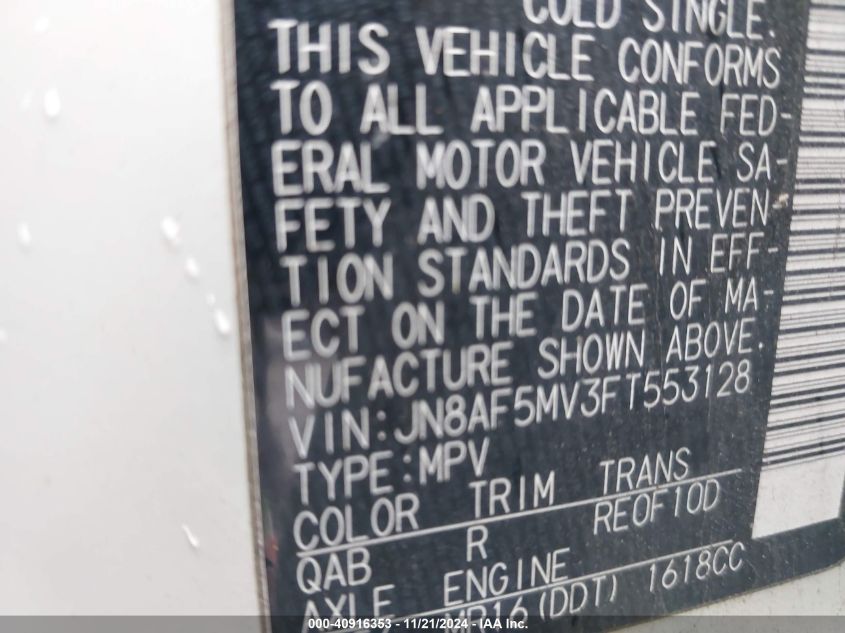 COLD SINGLE.
THIS VEHICLE CONFORMS
TO ALL APPLICABLE FED-
ERAL MOTOR VEHICLE SA-
FETY AND THEFT PREVEN-
TION STANDARDS IN EFF-
ECT ON THE DATE OF MA-
NUFACTURE SHOWN ABOVE.
VIN:JN8AF5MV3FT553128
TYPE:MPV
COLOR TRIM TRANS
QAB R RE0F10D
AXLE ENGINE
MR16(DDT) 1618CC
000-40916353 - 11/21/2024 - IAA Inc.